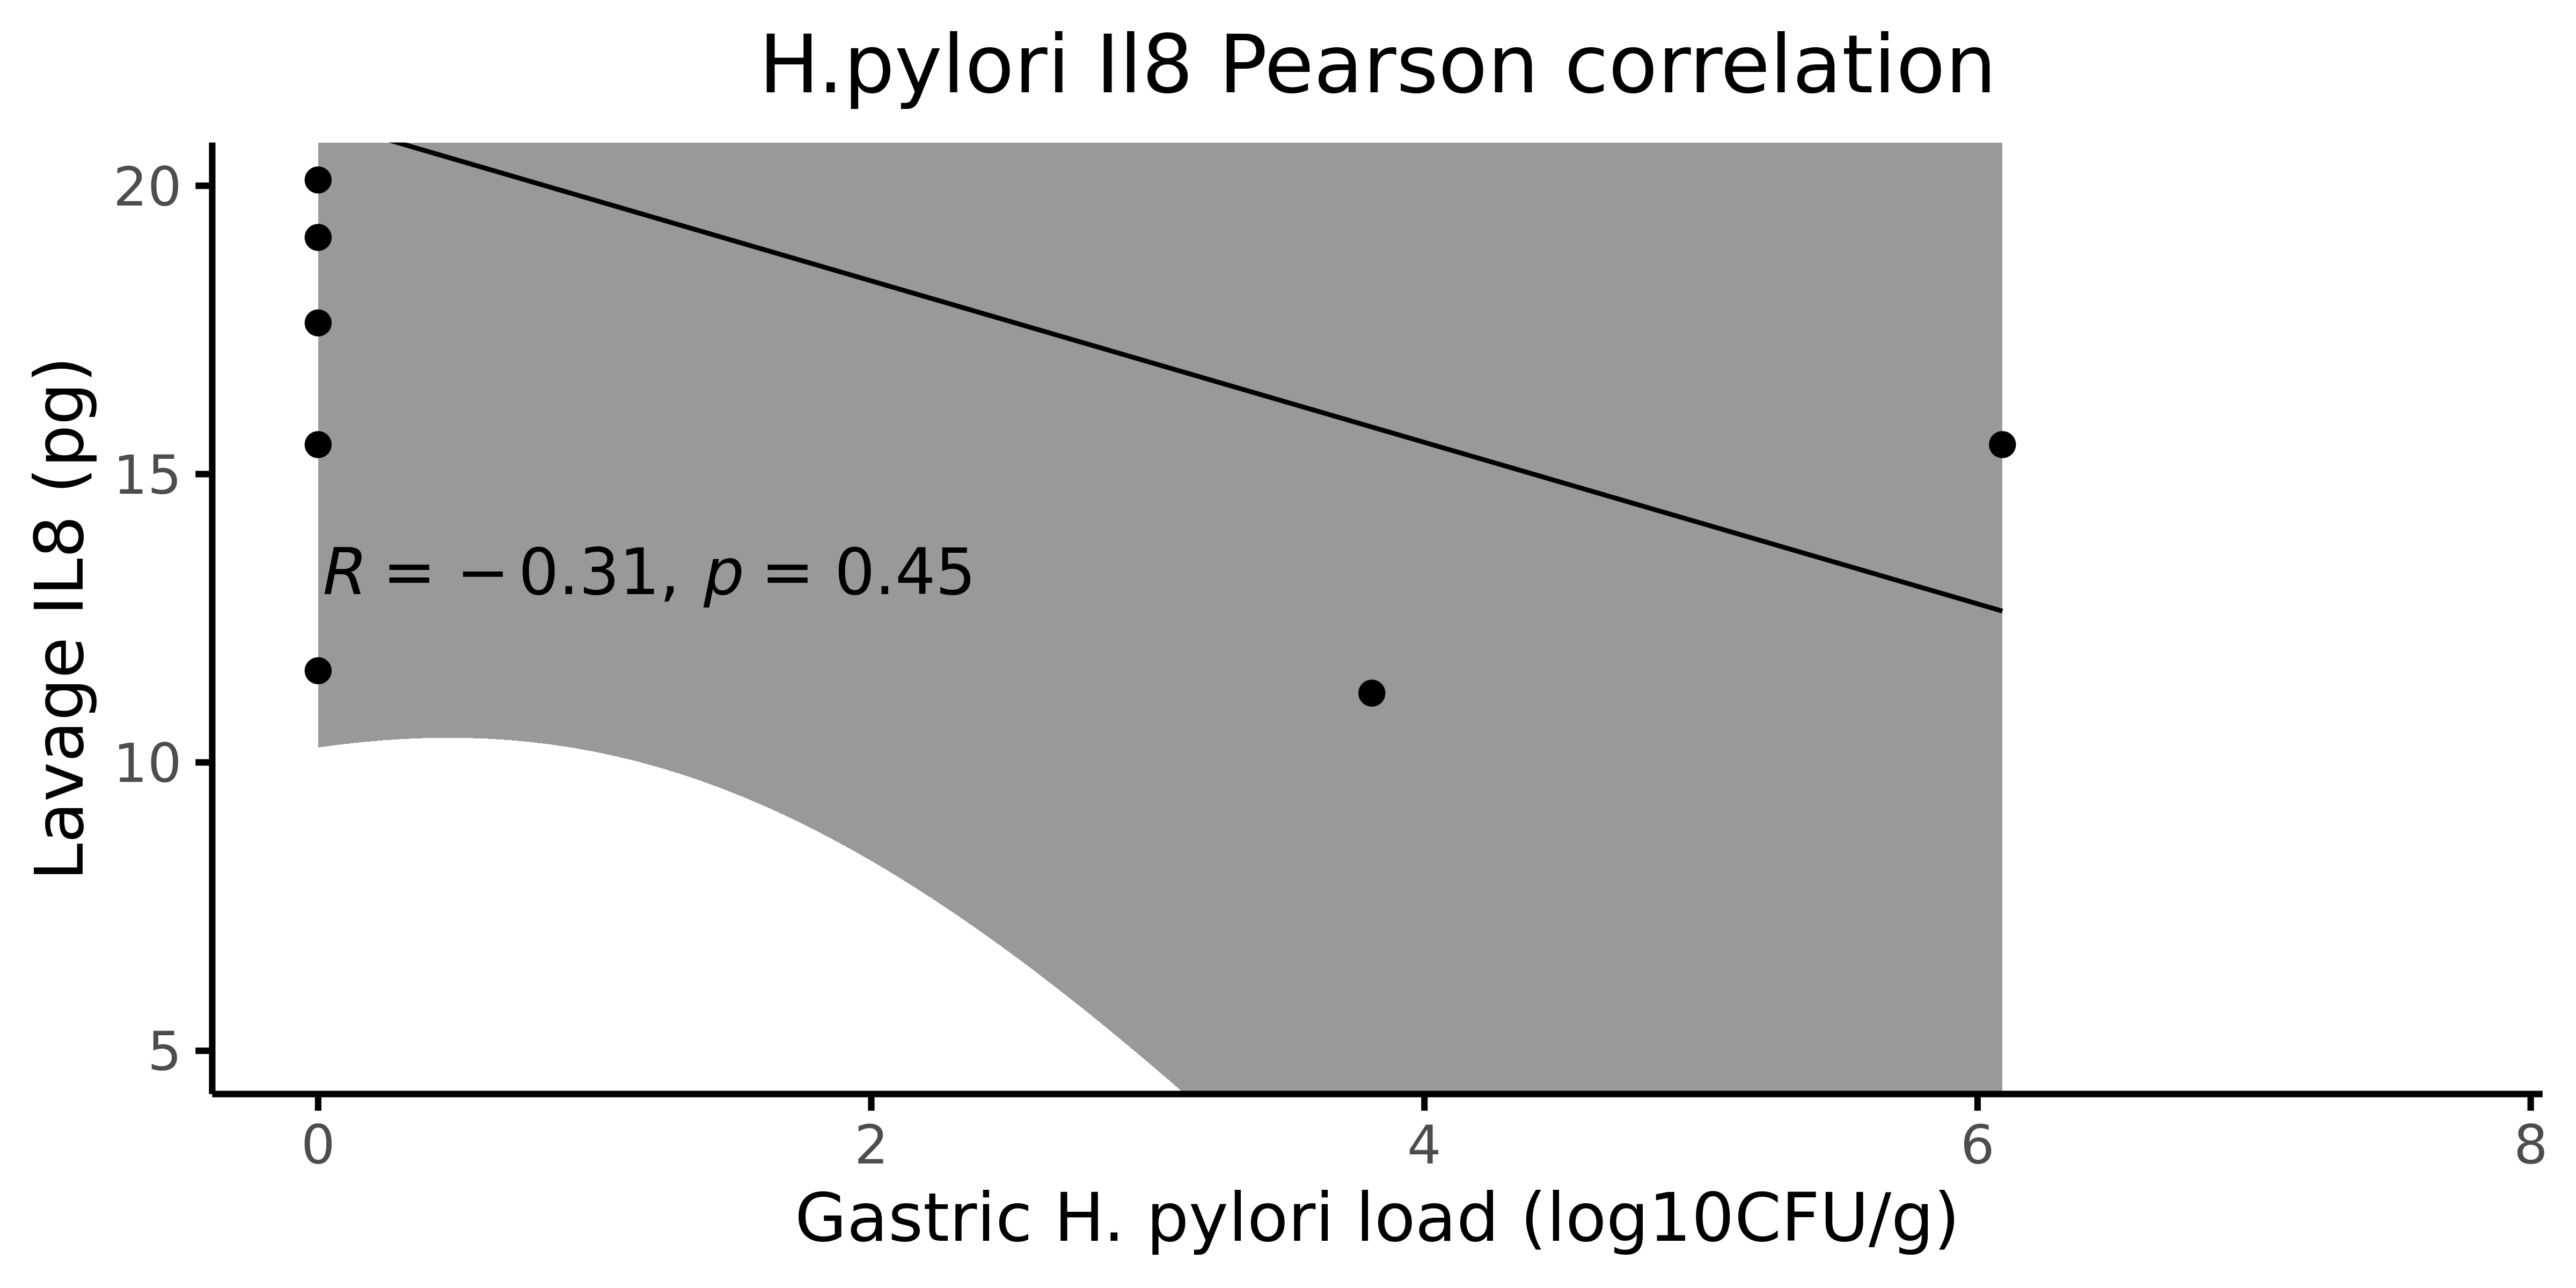 H.pylori Il8 Pearson correlation
Lavage IL8 (pg)
20
15
10
5
R = −0.31, p = 0.45
0 2 4 6 8
Gastric H. pylori load (log10CFU/g)